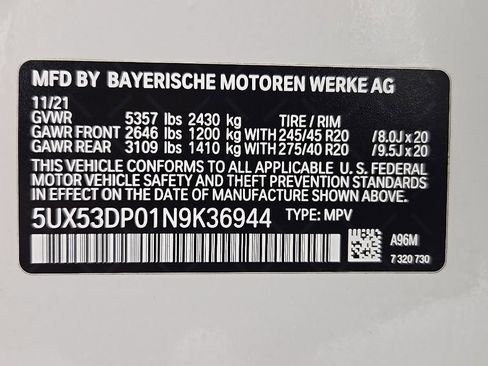 MFD BY BAYERISCHE MOTOREN WERKE AG
11/21
GVWR 5357 lbs 2430 kg TIRE / RIM
GAWR FRONT 2646 lbs 1200 kg WITH 245/45 R20 /8.0J x 20
GAWR REAR 3109 lbs 1410 kg WITH 275/40 R20 /9.5J x 20
THIS VEHICLE CONFORMS TO ALL APPLICABLE U. S. FEDERAL
MOTOR VEHICLE SAFETY AND THEFT PREVENTION STANDARDS
IN EFFECT ON THE DATE OF MANUFACTURE SHOWN ABOVE.
5UX53DP01N9K36944 TYPE: MPV
A96M
7 320 730